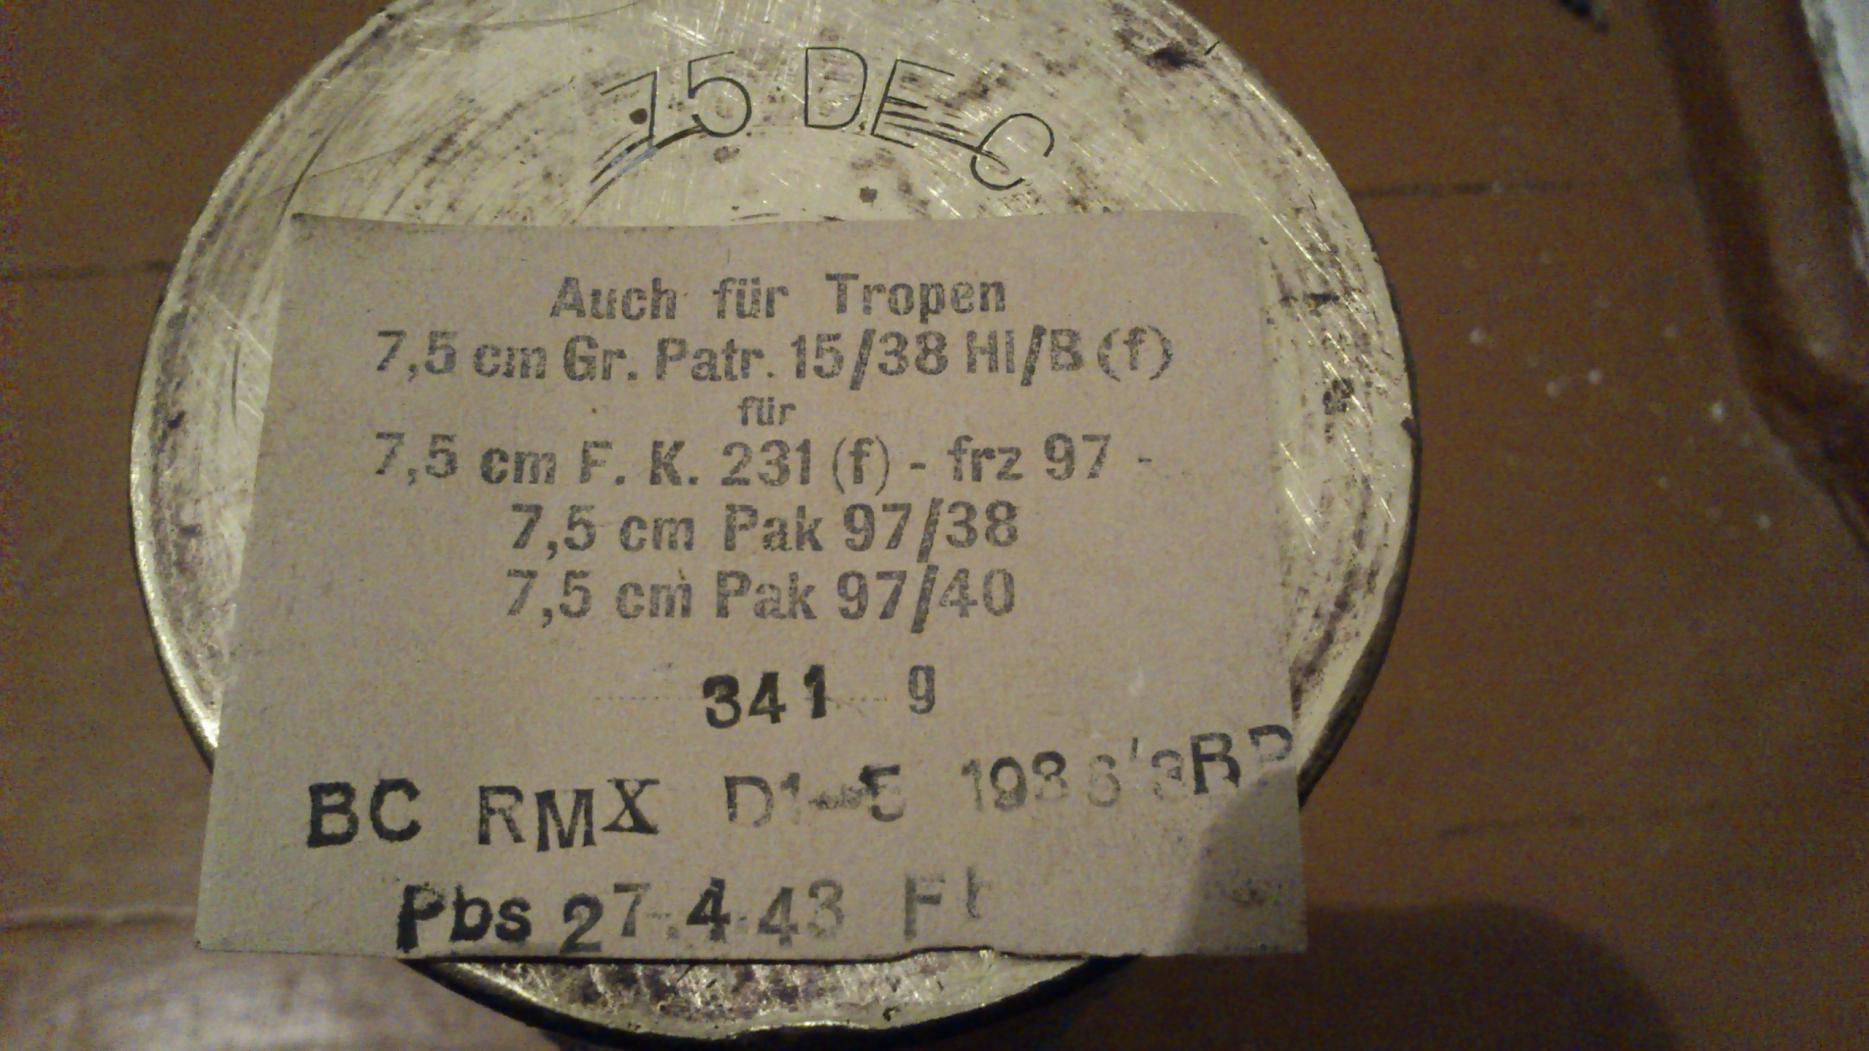 75 DEC
Auch für Tropen
7,5 cm Gr. Patr. 15/38 Hl/B (f)
für
7,5 cm F. K. 231 (f) - frz 97 -
7,5 cm Pak 97/38
7,5 cm Pak 97/40
341 g
BC RMX 1936
Pbs 27.4.43